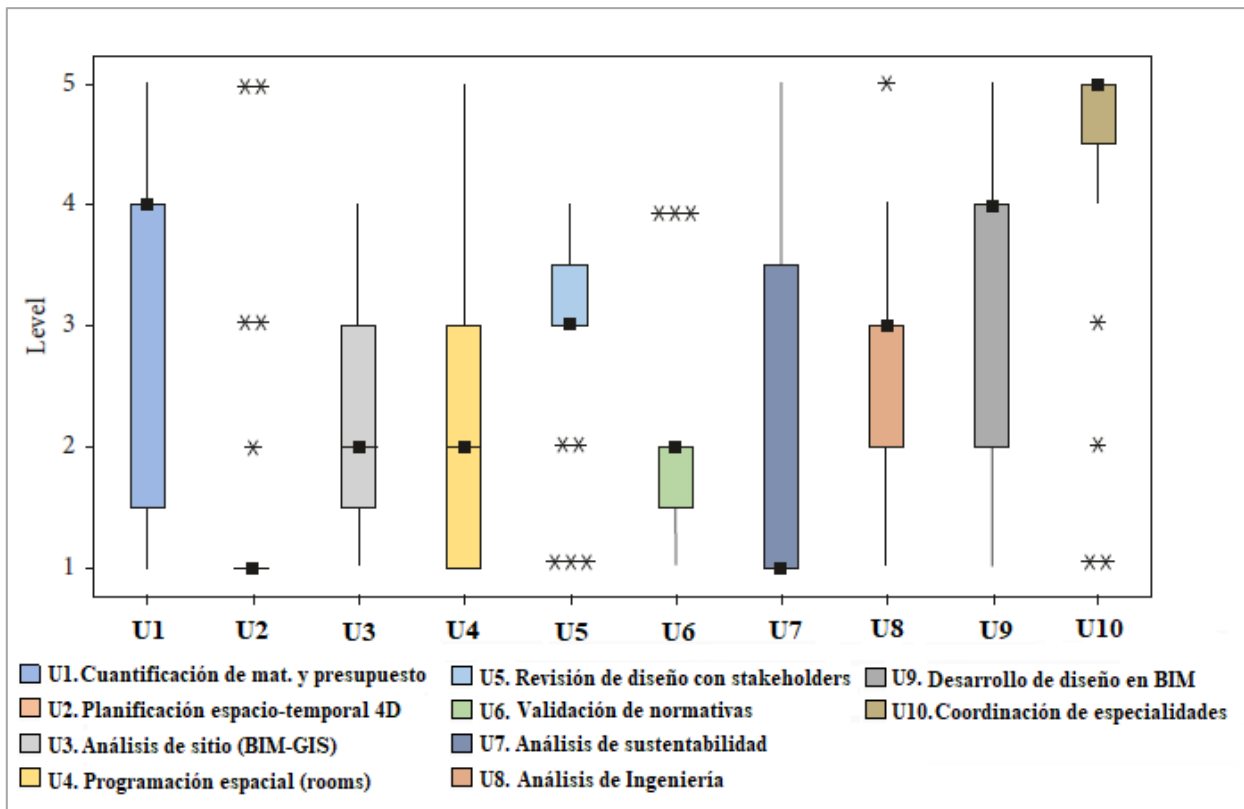 Level
5
4
3
2
1
U1 U2 U3 U4 U5 U6 U7 U8 U9 U10
U1. Cuantificación de mat. y presupuesto
U2. Planificación espacio-temporal 4D
U3. Análisis de sitio (BIM-GIS)
U4. Programación espacial (rooms)
U5. Revisión de diseño con stakeholders
U6. Validación de normativas
U7. Análisis de sustentabilidad
U8. Análisis de Ingeniería
U9. Desarrollo de diseño en BIM
U10. Coordinación de especialidades